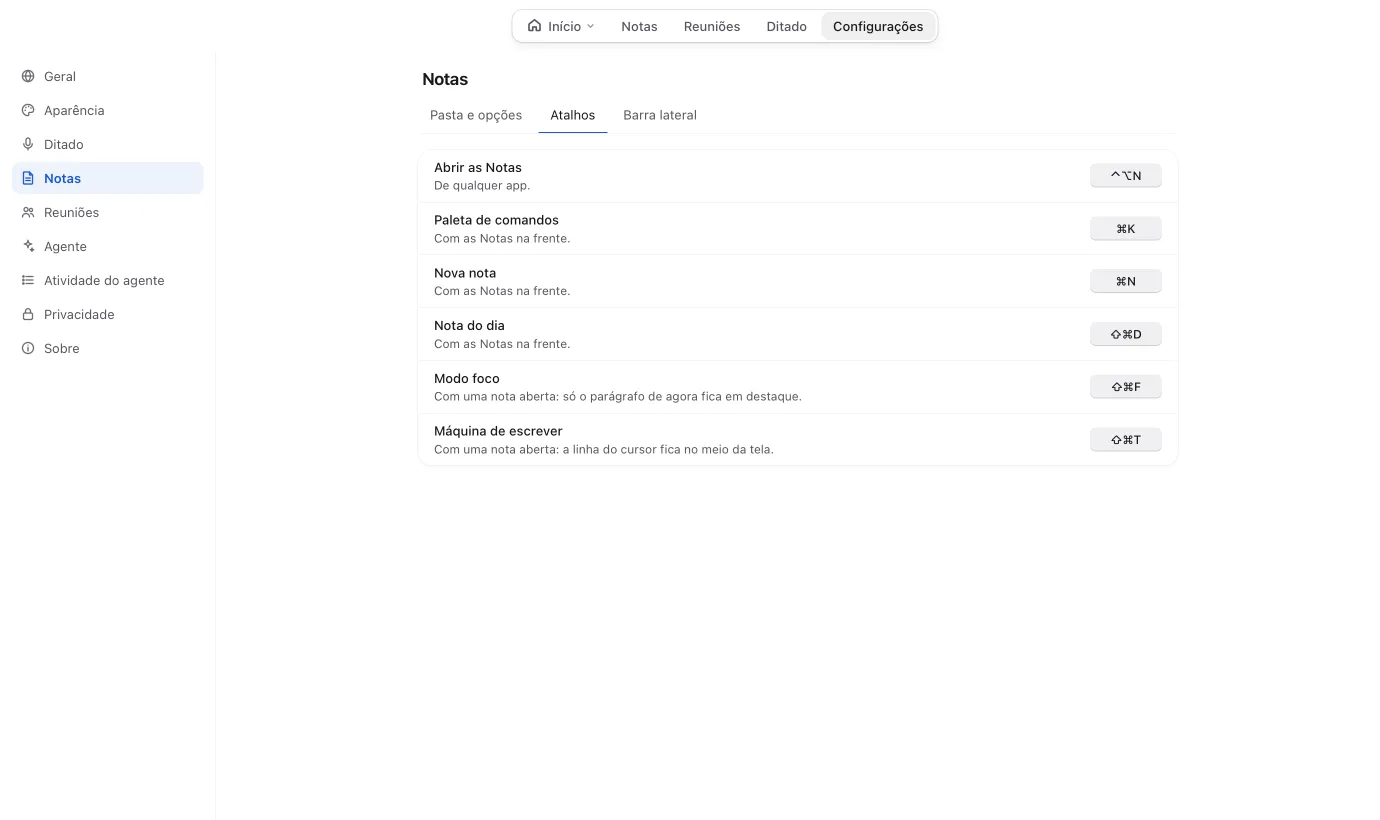 Início
Notas
Reuniões
Ditado
Configurações
Geral
Aparência
Ditado
Notas
Reuniões
Agente
Atividade do agente
Privacidade
Sobre
Notas
Pasta e opções
Atalhos
Barra lateral
Abrir as Notas
De qualquer app.
⌃⌥N
Paleta de comandos
Com as Notas na frente.
⌘K
Nova nota
Com as Notas na frente.
⌘N
Nota do dia
Com as Notas na frente.
⇧⌘D
Modo foco
Com uma nota aberta: só o parágrafo de agora fica em destaque.
⇧⌘F
Máquina de escrever
Com uma nota aberta: a linha do cursor fica no meio da tela.
⇧⌘T